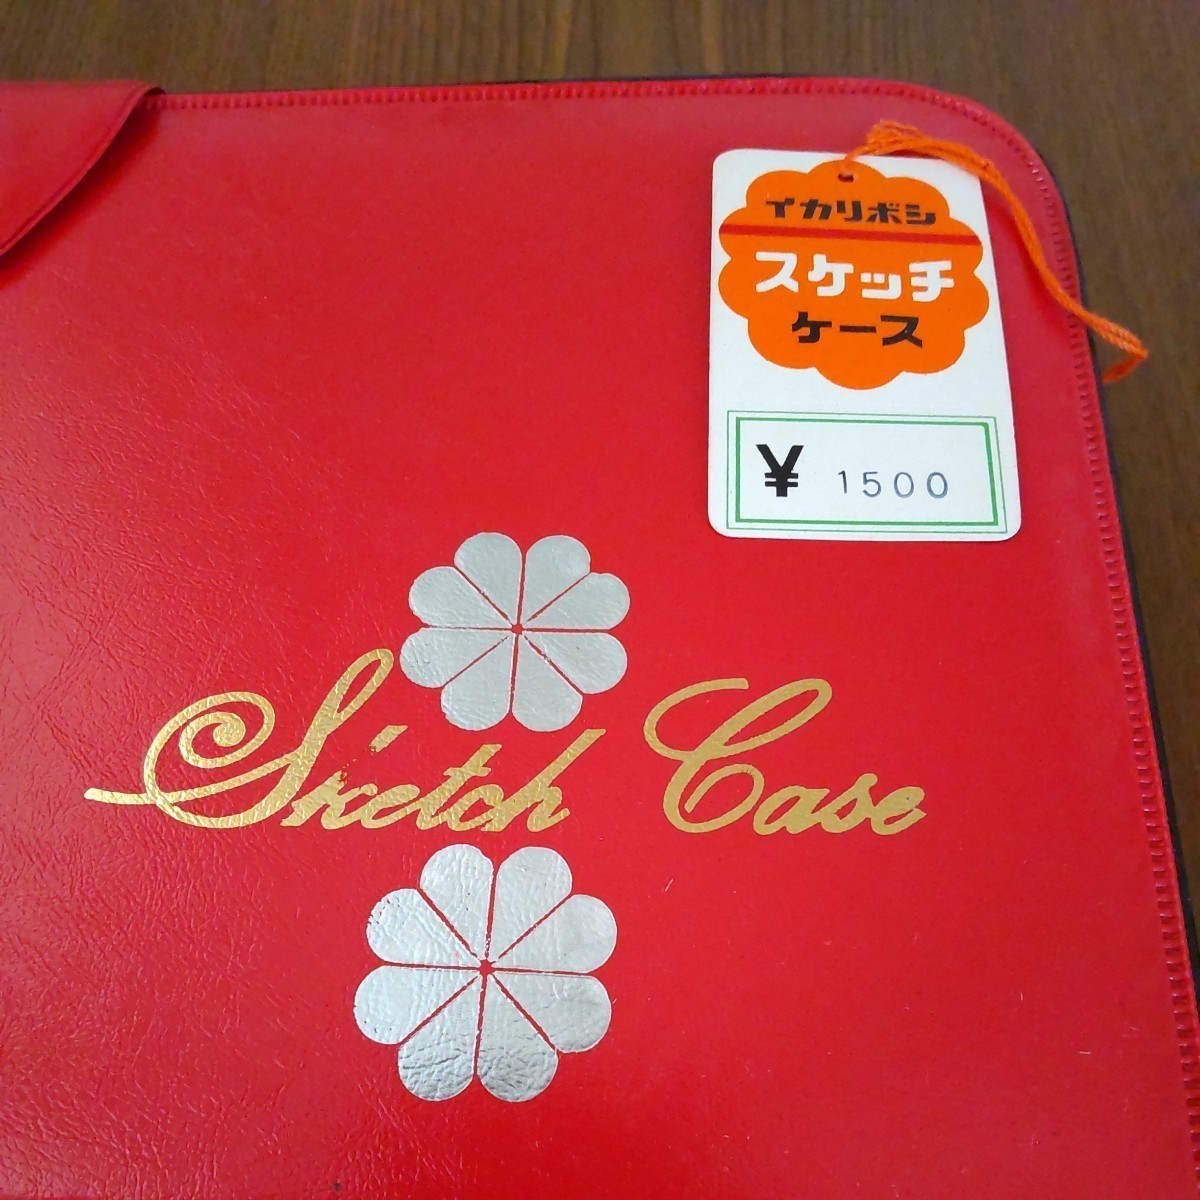 イカリボシ
スケッチ
ケース
¥ 1500
Sketch Case